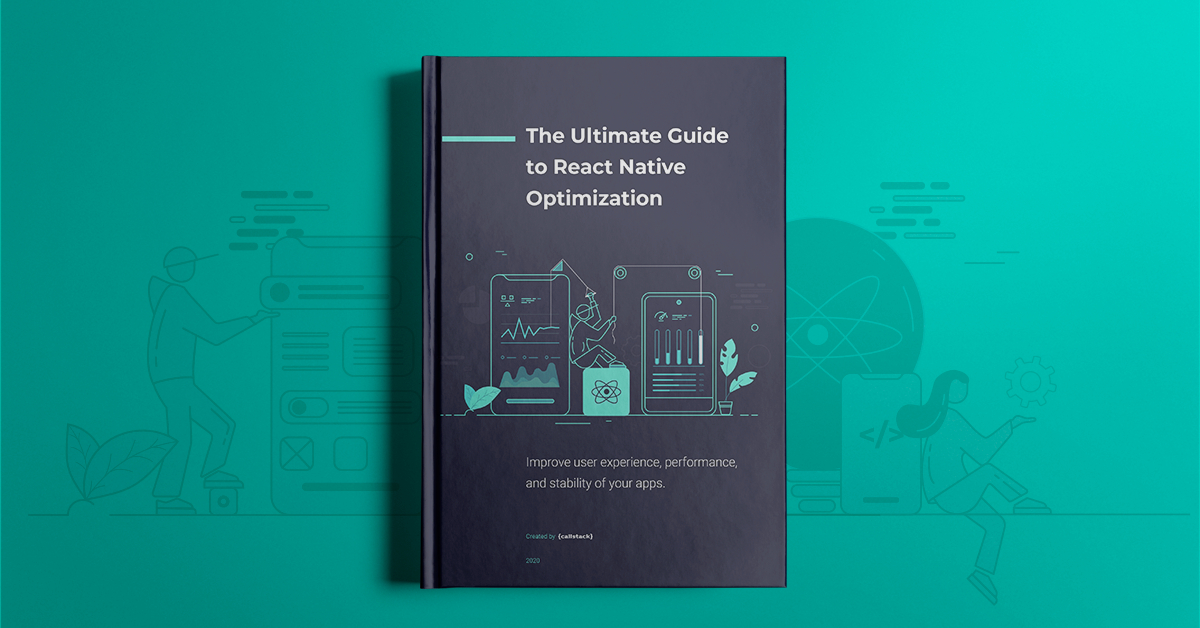 The Ultimate Guide
to React Native
Optimization
Improve user experience, performance,
and stability of your apps.
Created by {callstack}
2020
</>